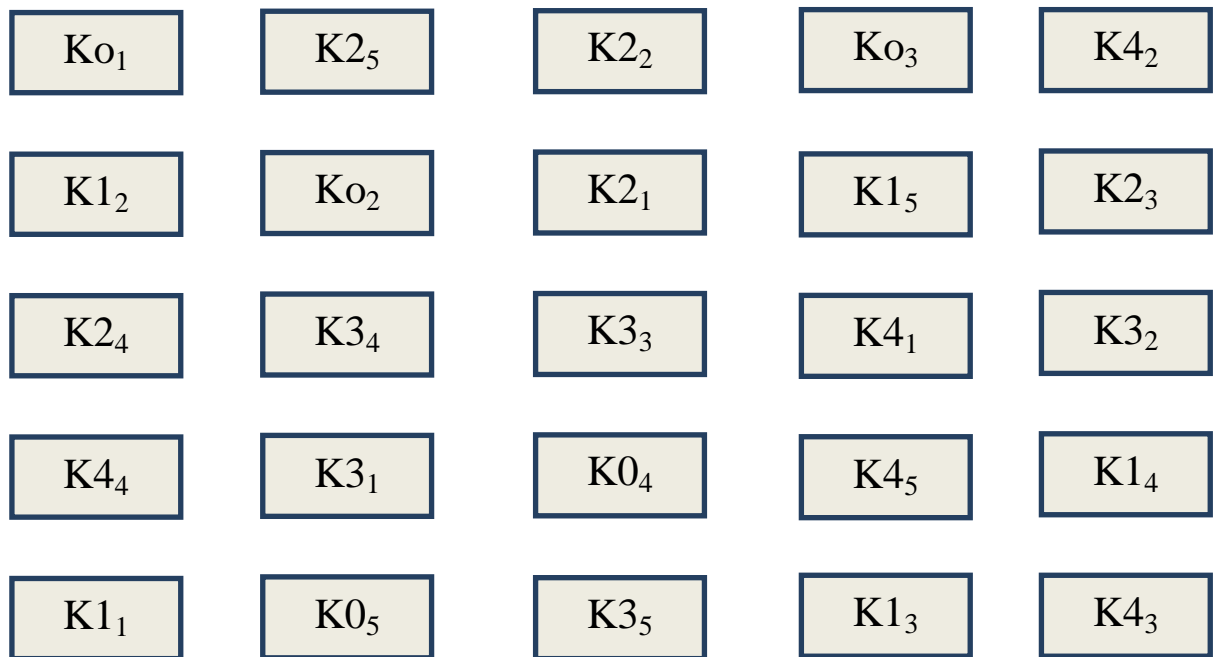 Ko₁ K2₅ K2₂ Ko₃ K4₂
K1₂ Ko₂ K2₁ K1₅ K2₃
K2₄ K3₄ K3₃ K4₁ K3₂
K4₄ K3₁ K0₄ K4₅ K1₄
K1₁ K0₅ K3₅ K1₃ K4₃